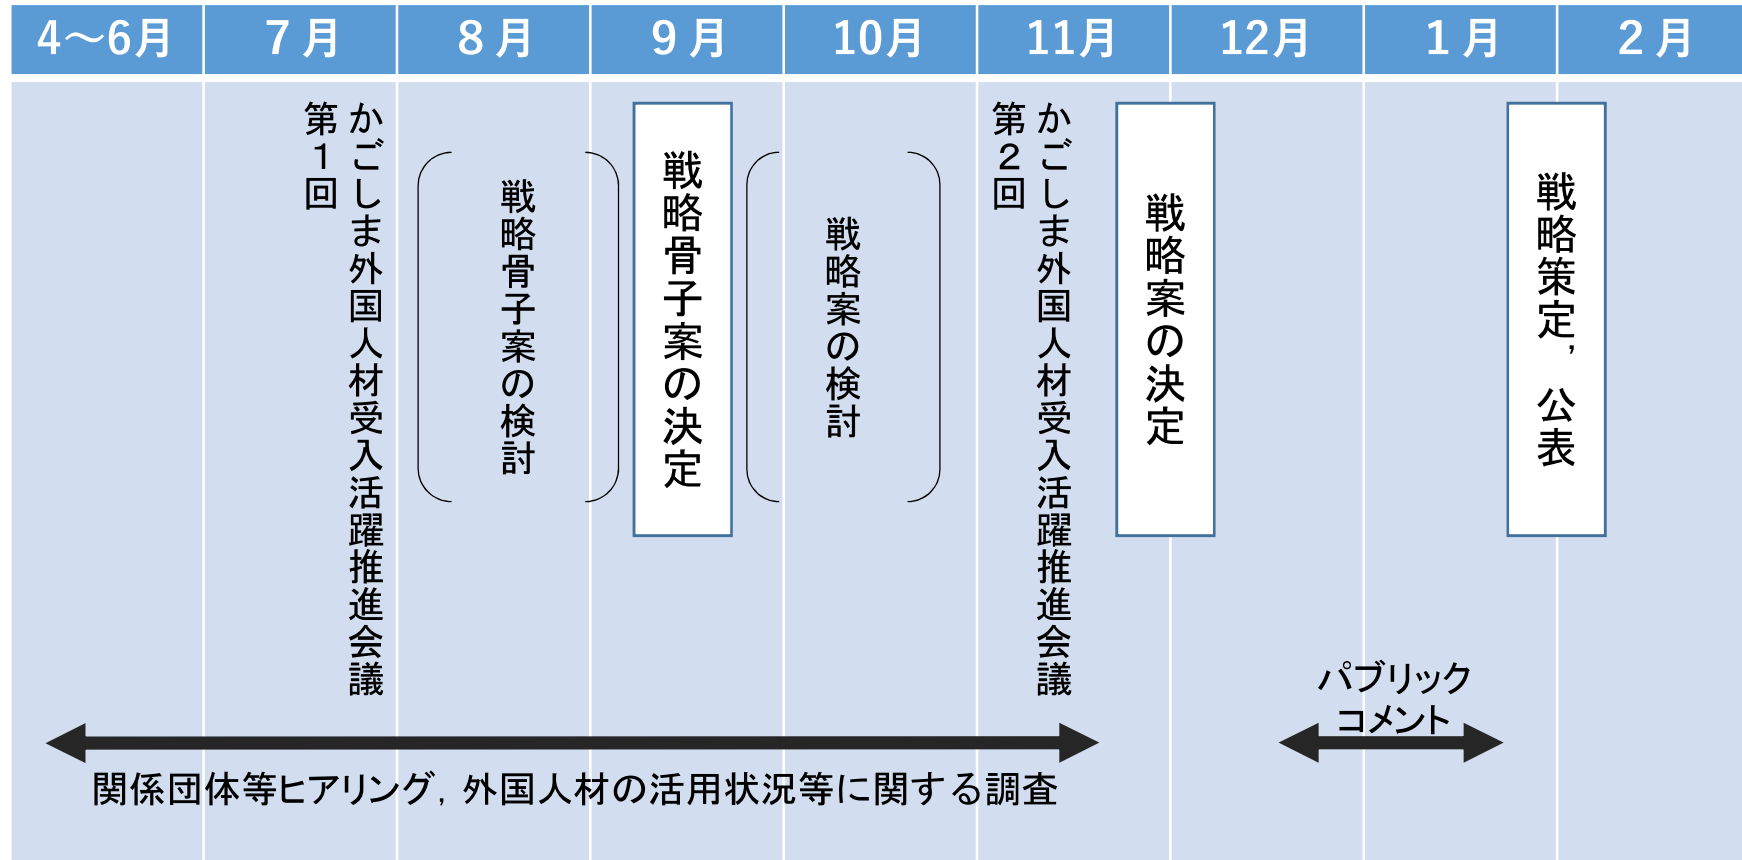 4～6月
７月
８月
９月
10月
11月
12月
１月
２月
第１回
かごしま外国人材受入活躍推進会議
戦略骨子案の検討
戦略骨子案の決定
戦略案の検討
第２回
かごしま外国人材受入活躍推進会議
戦略案の決定
戦略策定，公表
パブリック
コメント
関係団体等ヒアリング，外国人材の活用状況等に関する調査